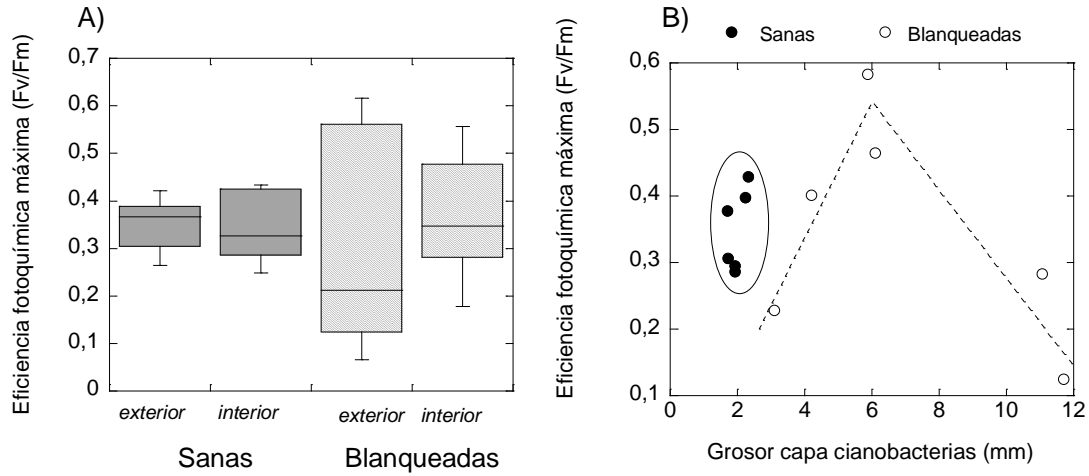 A)
Eficiencia fotoquímica máxima (Fv/Fm)
0,7
0,6
0,5
0,4
0,3
0,2
0,1
0
exterior interior exterior interior
Sanas Blanqueadas
B)
Sanas Blanqueadas
Eficiencia fotoquímica máxima (Fv/Fm)
0,6
0,5
0,4
0,3
0,2
0,1
0 2 4 6 8 10 12
Grosor capa cianobacterias (mm)